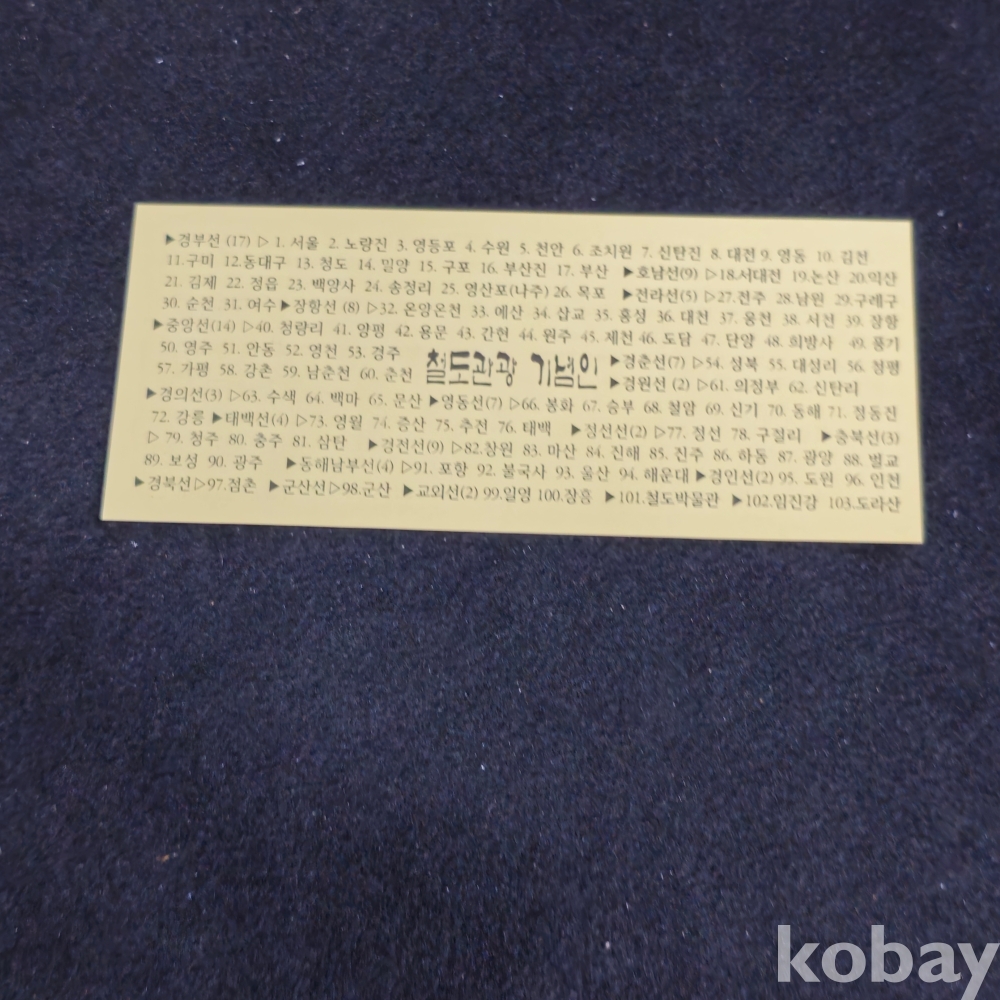 ▶경부선 (17) ▷ 1. 서울 2. 노량진 3. 영등포 4. 수원 5. 천안 6. 조치원 7. 신탄진 8. 대전 9. 영동 10. 김천
11.구미 12.동대구 13. 청도 14. 밀양 15. 구포 16. 부산진 17. 부산 ▶호남선(9) ▷18.서대전 19.논산 20.익산
21. 김제 22. 정읍 23. 백양사 24. 송정리 25. 영산포(나주) 26. 목포 ▶전라선(5) ▷27.전주 28.남원 29.구례구
30. 순천 31. 여수 ▶장항선 (8) ▷32. 온양온천 33. 예산 34. 삽교 35. 홍성 36. 대천 37. 웅천 38. 서천 39. 장항
▶중앙선(14) ▷40. 청량리 41. 양평 42. 용문 43. 간현 44. 원주 45. 제천 46. 도담 47. 단양 48. 희방사 49. 풍기
50. 영주 51. 안동 52. 영천 53. 경주
57. 가평 58. 강촌 59. 남춘천 60. 춘천
철도관광 기념인
▶경춘선(7) ▷54. 성북 55. 대성리 56. 청평
▶경원선 (2) ▷61. 의정부 62. 신탄리
▶경의선(3) ▷63. 수색 64. 백마 65. 문산 ▶영동선(7) ▷66. 봉화 67. 승부 68. 철암 69. 신기 70. 동해 71. 정동진
72. 강릉 ▶태백선(4) ▷73. 영월 74. 증산 75. 추전 76. 태백 ▶정선선(2) ▷77. 정선 78. 구절리 ▶충북선(3)
▷ 79. 청주 80. 충주 81. 삼탄 ▶경전선(9) ▷82.창원 83. 마산 84. 진해 85. 진주 86. 하동 87. 광양 88. 벌교
89. 보성 90. 광주 ▶동해남부선(4) ▷91. 포항 92. 불국사 93. 울산 94. 해운대 ▶경인선(2) 95. 도원 96. 인천
▶경북선▷97.점촌 ▶군산선▷98.군산 ▶교외선(2) 99.일영 100.장흥 ▶101.철도박물관 ▶102.임진강 103.도라산
kobay